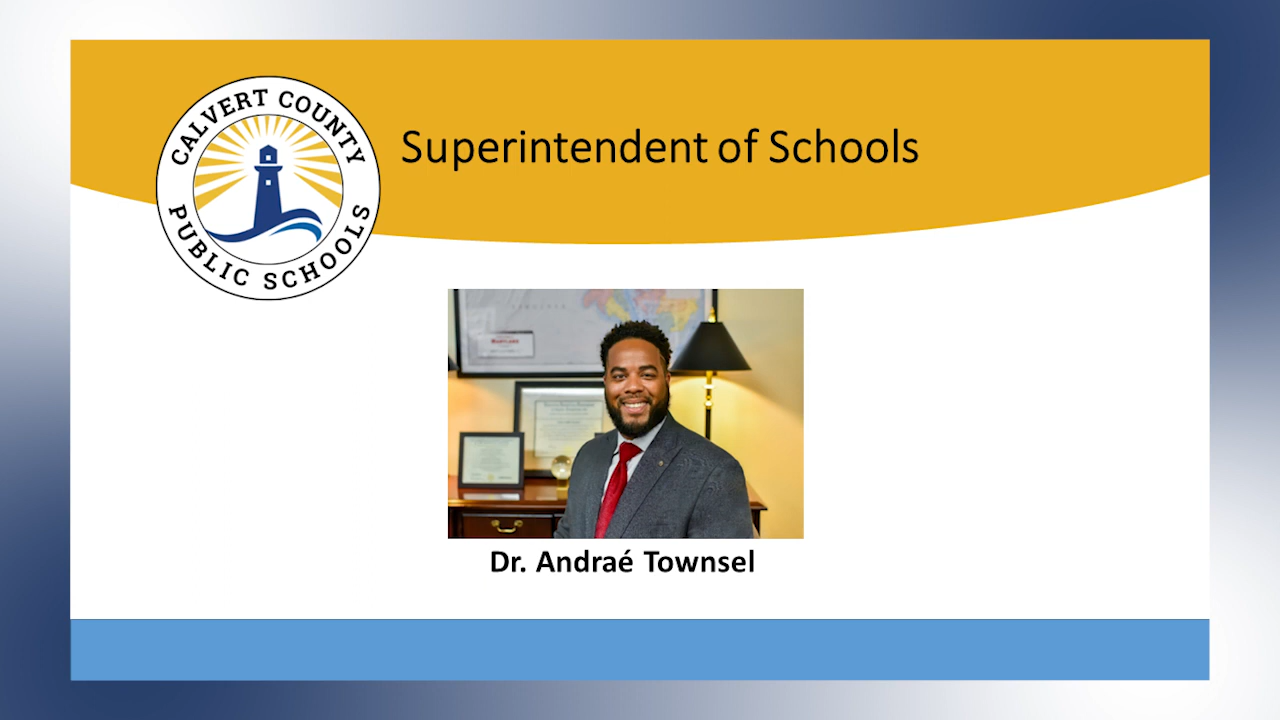 CALVERT COUNTY
PUBLIC SCHOOLS
Superintendent of Schools
Dr. Andraé Townsel